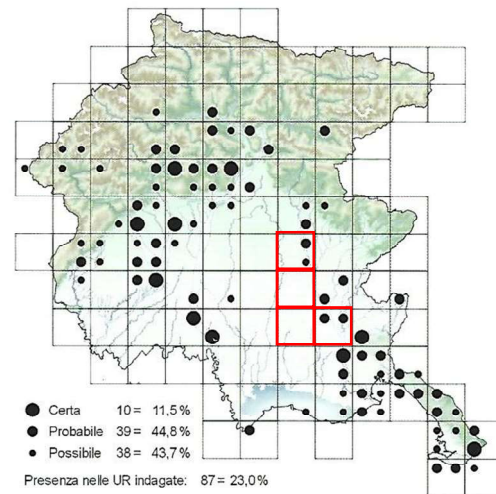 Certa 10 = 11,5 %
Probabile 39 = 44,8 %
Possibile 38 = 43,7 %
Presenza nelle UR indagate: 87 = 23,0 %